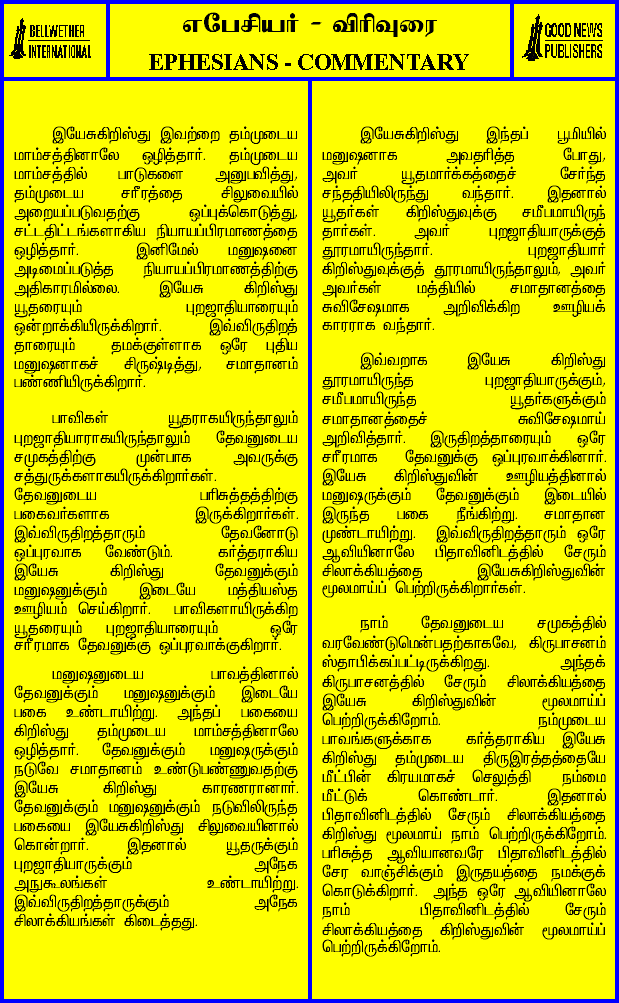 BELLWETHER
INTERNATIONAL
எபேசியர் - விரிவுரை
EPHESIANS - COMMENTARY
GOOD NEWS
PUBLISHERS
இயேசுகிறிஸ்து இவற்றை தம்முடைய
மாம்சத்தினாலே ஒழித்தார். தம்முடைய
மாம்சத்தில் பாடுகளை அனுபவித்து,
தம்முடைய சரீரத்தை சிலுவையில்
அறையப்படுவதற்கு ஒப்புக்கொடுத்து,
சட்டதிட்டங்களாகிய நியாயப்பிரமாணத்தை
ஒழித்தார். இனிமேல் மனுஷனை
அடிமைப்படுத்த நியாயப்பிரமாணத்திற்கு
அதிகாரமில்லை. இயேசு கிறிஸ்து
யூதரையும் புறஜாதியாரையும்
ஒன்றாக்கியிருக்கிறார். இவ்விருதிறத்
தாரையும் தமக்குள்ளாக ஒரே புதிய
மனுஷனாகச் சிருஷ்டித்து, சமாதானம்
பண்ணியிருக்கிறார்.
பாவிகள் யூதராகயிருந்தாலும்
புறஜாதியாராகயிருந்தாலும் தேவனுடைய
சமுகத்திற்கு முன்பாக அவருக்கு
சத்துருக்களாகயிருக்கிறார்கள்.
தேவனுடைய பரிசுத்தத்திற்கு
பகைவர்களாக இருக்கிறார்கள்.
இவ்விருதிறத்தாரும் தேவனோடு
ஒப்புரவாக வேண்டும். கர்த்தராகிய
இயேசு கிறிஸ்து தேவனுக்கும்
மனுஷனுக்கும் இடையே மத்தியஸ்த
ஊழியம் செய்கிறார். பாவிகளாயிருக்கிற
யூதரையும் புறஜாதியாரையும் ஒரே
சரீரமாக தேவனுக்கு ஒப்புரவாக்குகிறார்.
மனுஷனுடைய பாவத்தினால்
தேவனுக்கும் மனுஷனுக்கும் இடையே
பகை உண்டாயிற்று. அந்தப் பகையை
கிறிஸ்து தம்முடைய மாம்சத்தினாலே
ஒழித்தார். தேவனுக்கும் மனுஷருக்கும்
நடுவே சமாதானம் உண்டுபண்ணுவதற்கு
இயேசு கிறிஸ்து காரணரானார்.
தேவனுக்கும் மனுஷனுக்கும் நடுவிலிருந்த
பகையை இயேசுகிறிஸ்து சிலுவையினால்
கொன்றார். இதனால் யூதருக்கும்
புறஜாதியாருக்கும் அநேக
அநுகூலங்கள் உண்டாயிற்று.
இவ்விருதிறத்தாருக்கும் அநேக
சிலாக்கியங்கள் கிடைத்தது.
இயேசுகிறிஸ்து இந்தப் பூமியில்
மனுஷனாக அவதரித்த போது,
அவர் யூதமார்க்கத்தைச் சேர்ந்த
சந்ததியிலிருந்து வந்தார். இதனால்
யூதர்கள் கிறிஸ்துவுக்கு சமீபமாயிருந்
தார்கள். அவர் புறஜாதியாருக்குத்
தூரமாயிருந்தார். புறஜாதியார்
கிறிஸ்துவுக்குத் தூரமாயிருந்தாலும், அவர்
அவர்கள் மத்தியில் சமாதானத்தை
சுவிசேஷமாக அறிவிக்கிற ஊழியக்
காரராக வந்தார்.
இவ்வறாக இயேசு கிறிஸ்து
தூரமாயிருந்த புறஜாதியாருக்கும்,
சமீபமாயிருந்த யூதர்களுக்கும்
சமாதானத்தைச் சுவிசேஷமாய்
அறிவித்தார். இருதிறத்தாரையும் ஒரே
சரீரமாக தேவனுக்கு ஒப்புரவாக்கினார்.
இயேசு கிறிஸ்துவின் ஊழியத்தினால்
மனுஷருக்கும் தேவனுக்கும் இடையில்
இருந்த பகை நீங்கிற்று. சமாதான
முண்டாயிற்று. இவ்விருதிறத்தாரும் ஒரே
ஆவியினாலே பிதாவினிடத்தில் சேரும்
சிலாக்கியத்தை இயேசுகிறிஸ்துவின்
மூலமாய்ப் பெற்றிருக்கிறார்கள்.
நாம் தேவனுடைய சமுகத்தில்
வரவேண்டுமென்பதற்காகவே, கிருபாசனம்
ஸ்தாபிக்கப்பட்டிருக்கிறது. அந்தக்
கிருபாசனத்தில் சேரும் சிலாக்கியத்தை
இயேசு கிறிஸ்துவின் மூலமாய்ப்
பெற்றிருக்கிறோம். நம்முடைய
பாவங்களுக்காக கர்த்தராகிய இயேசு
கிறிஸ்து தம்முடைய திருஇரத்தத்தையே
மீட்பின் கிரயமாகச் செலுத்தி நம்மை
மீட்டுக் கொண்டார். இதனால்
பிதாவினிடத்தில் சேரும் சிலாக்கியத்தை
கிறிஸ்து மூலமாய் நாம் பெற்றிருக்கிறோம்.
பரிசுத்த ஆவியானவரே பிதாவினிடத்தில்
சேர வாஞ்சிக்கும் இருதயத்தை நமக்குக்
கொடுக்கிறார். அந்த ஒரே ஆவியினாலே
நாம் பிதாவினிடத்தில் சேரும்
சிலாக்கியத்தை கிறிஸ்துவின் மூலமாய்ப்
பெற்றிருக்கிறோம்.